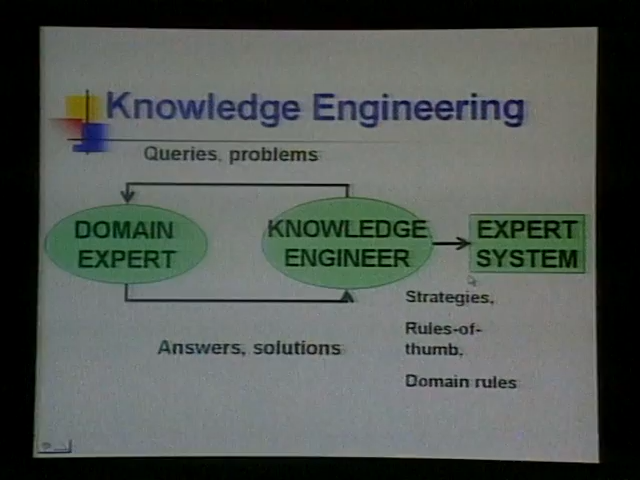 Knowledge Engineering
Queries, problems
DOMAIN
EXPERT
KNOWLEDGE
ENGINEER
EXPERT
SYSTEM
Strategies,
Rules-of-
thumb,
Domain rules
Answers, solutions